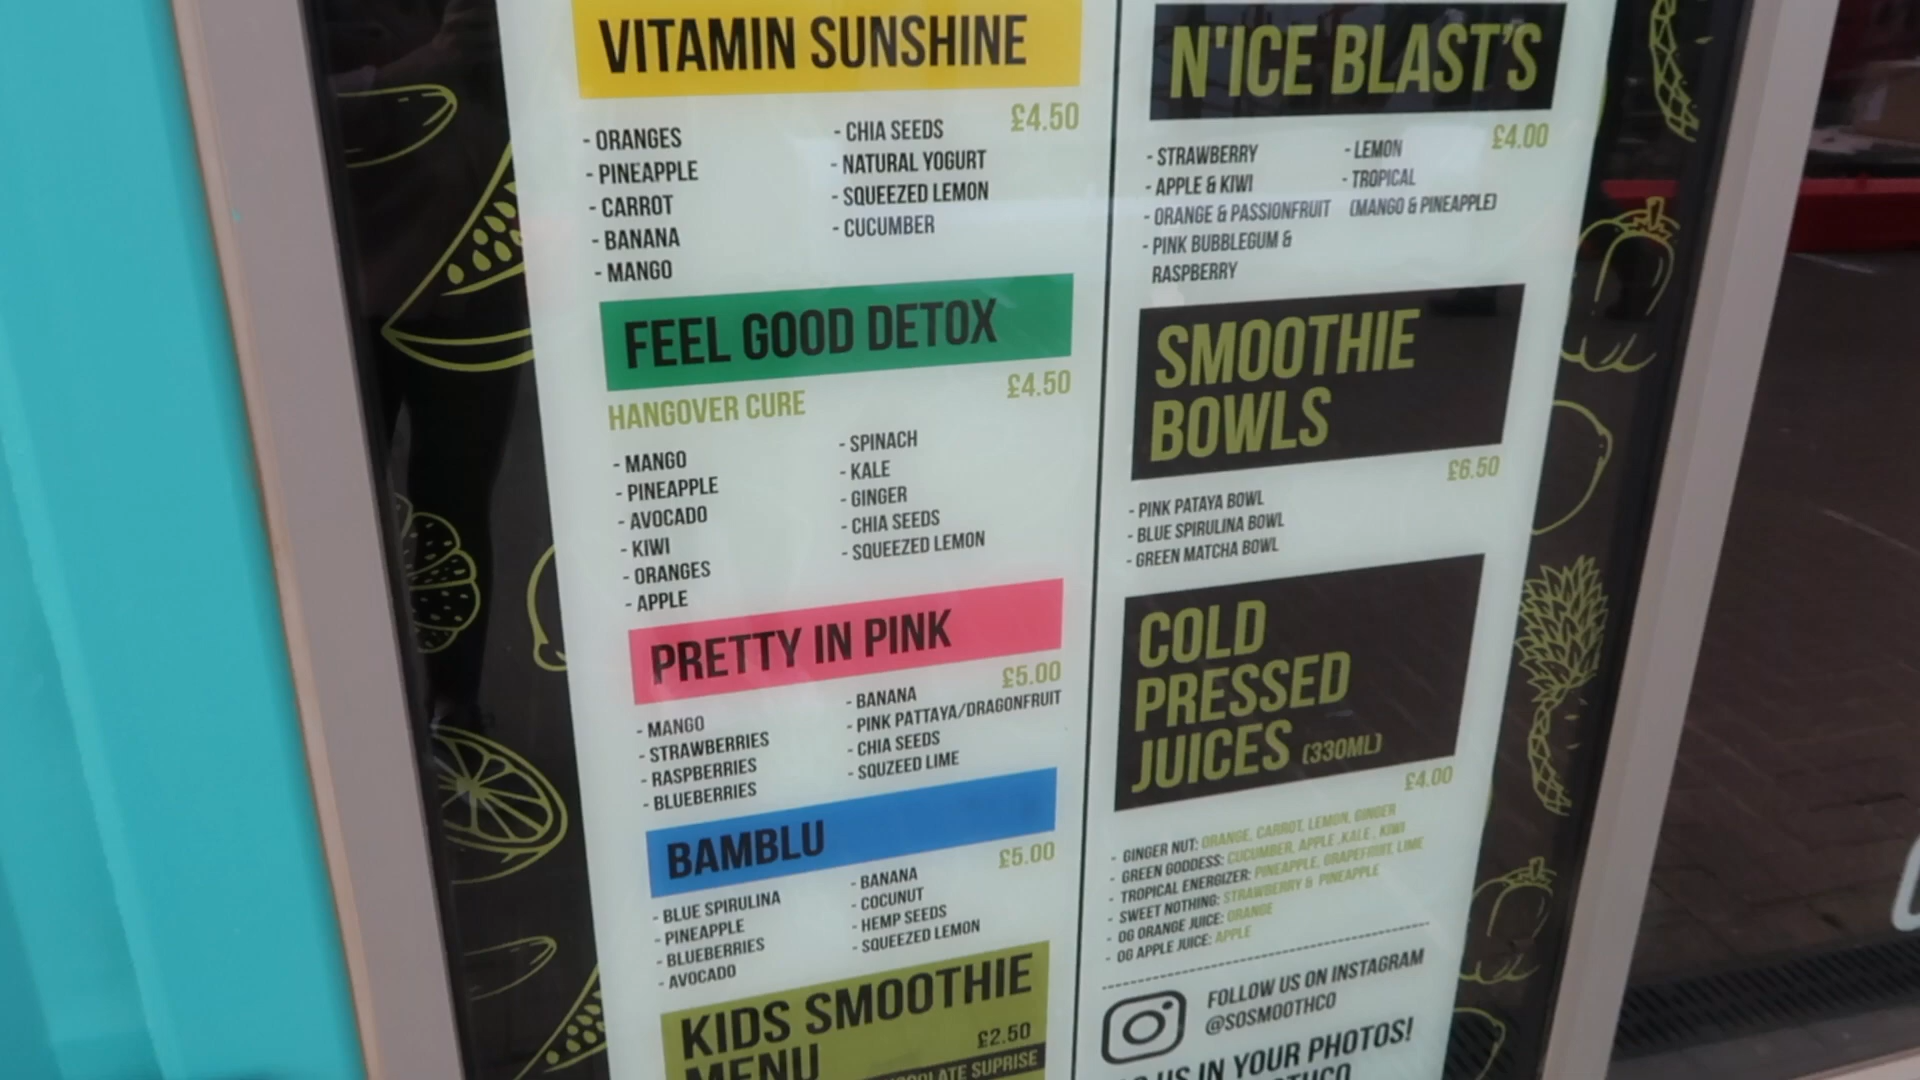 VITAMIN SUNSHINE
£4.50
- ORANGES
- PINEAPPLE
- CARROT
- BANANA
- MANGO
- CHIA SEEDS
- NATURAL YOGURT
- SQUEEZED LEMON
- CUCUMBER
FEEL GOOD DETOX
HANGOVER CURE
£4.50
- MANGO
- PINEAPPLE
- AVOCADO
- KIWI
- ORANGES
- APPLE
- SPINACH
- KALE
- GINGER
- CHIA SEEDS
- SQUEEZED LEMON
PRETTY IN PINK
£5.00
- MANGO
- STRAWBERRIES
- RASPBERRIES
- BLUEBERRIES
- BANANA
- PINK PATTAYA/DRAGONFRUIT
- CHIA SEEDS
- SQUZEED LIME
BAMBLU
£5.00
- BLUE SPIRULINA
- PINEAPPLE
- BLUEBERRIES
- AVOCADO
- BANANA
- COCUNUT
- HEMP SEEDS
- SQUEEZED LEMON
KIDS SMOOTHIE
MENU
£2.50
SUPRISE
N'ICE BLAST'S
£4.00
- STRAWBERRY
- APPLE & KIWI
- ORANGE & PASSIONFRUIT
- PINK BUBBLEGUM &
RASPBERRY
- LEMON
- TROPICAL
(MANGO & PINEAPPLE)
SMOOTHIE
BOWLS
£6.50
- PINK PATAYA BOWL
- BLUE SPIRULINA BOWL
- GREEN MATCHA BOWL
COLD
PRESSED
JUICES (330ML)
£4.00
- GINGER NUT: ORANGE, CARROT, LEMON, GINGER
- GREEN GODDESS: CUCUMBER, APPLE ,KALE , KIWI
- TROPICAL ENERGIZER: PINEAPPLE, GRAPEFRUIT, LIME
- SWEET NOTHING: STRAWBERRY & PINEAPPLE
- OG ORANGE JUICE: ORANGE
- OG APPLE JUICE: APPLE
FOLLOW US ON INSTAGRAM
@SOSMOOTHCO
US IN YOUR PHOTOS!